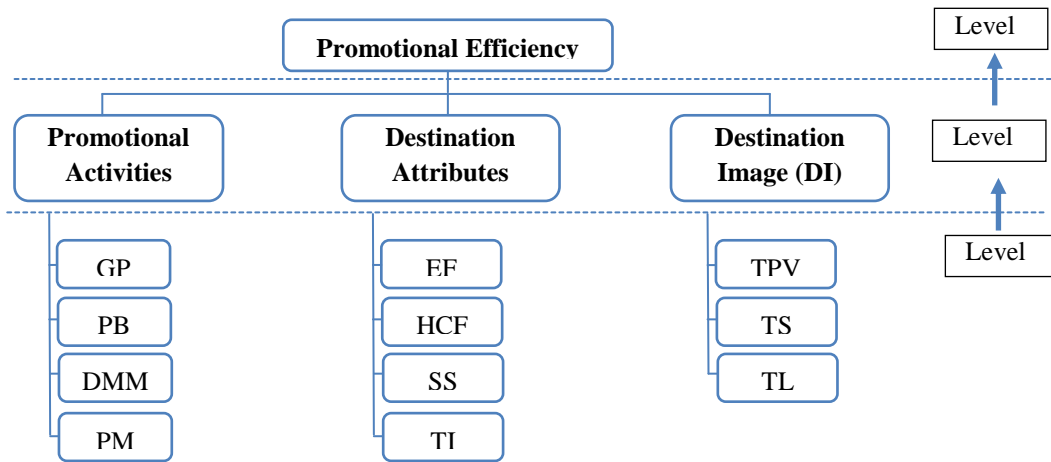 Promotional Efficiency
Level
Promotional
Activities
Destination
Attributes
Destination
Image (DI)
Level
GP
EF
TPV
Level
PB
HCF
TS
DMM
SS
TL
PM
TI